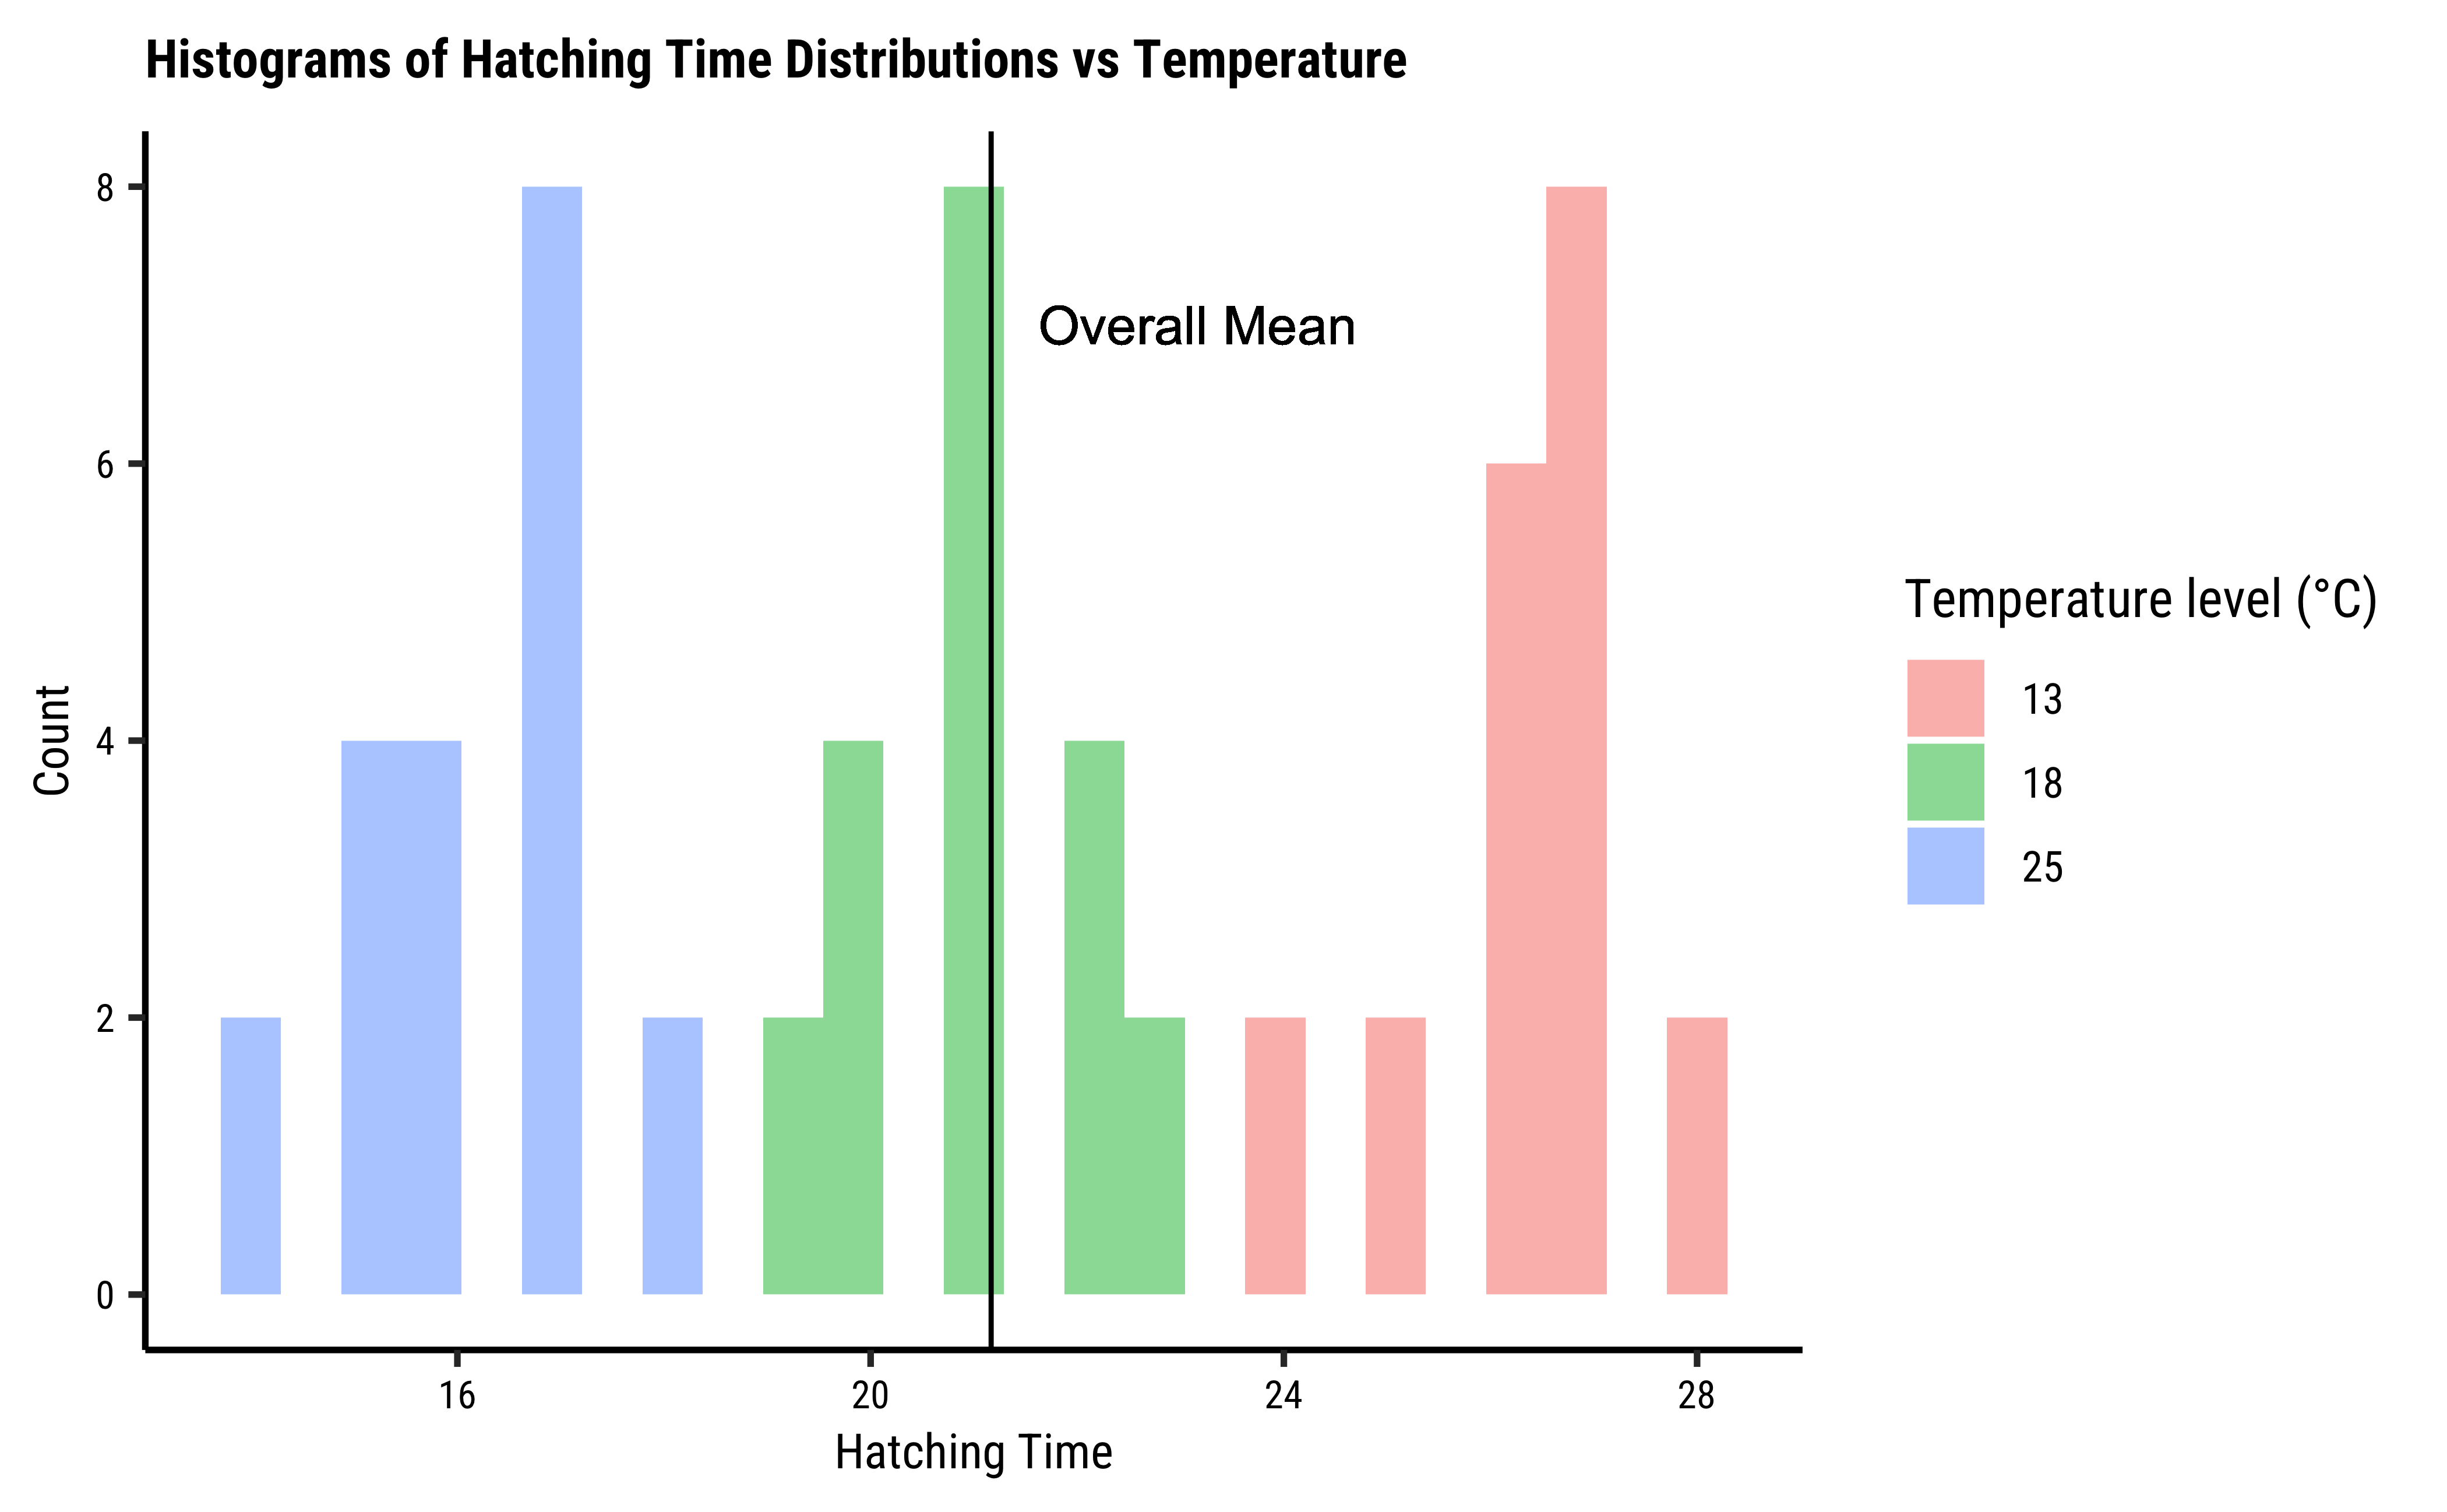 Histograms of Hatching Time Distributions vs Temperature
8
6
4
2
0
Count
Overall Mean
16 20 24 28
Hatching Time
Temperature level (°C)
13
18
25